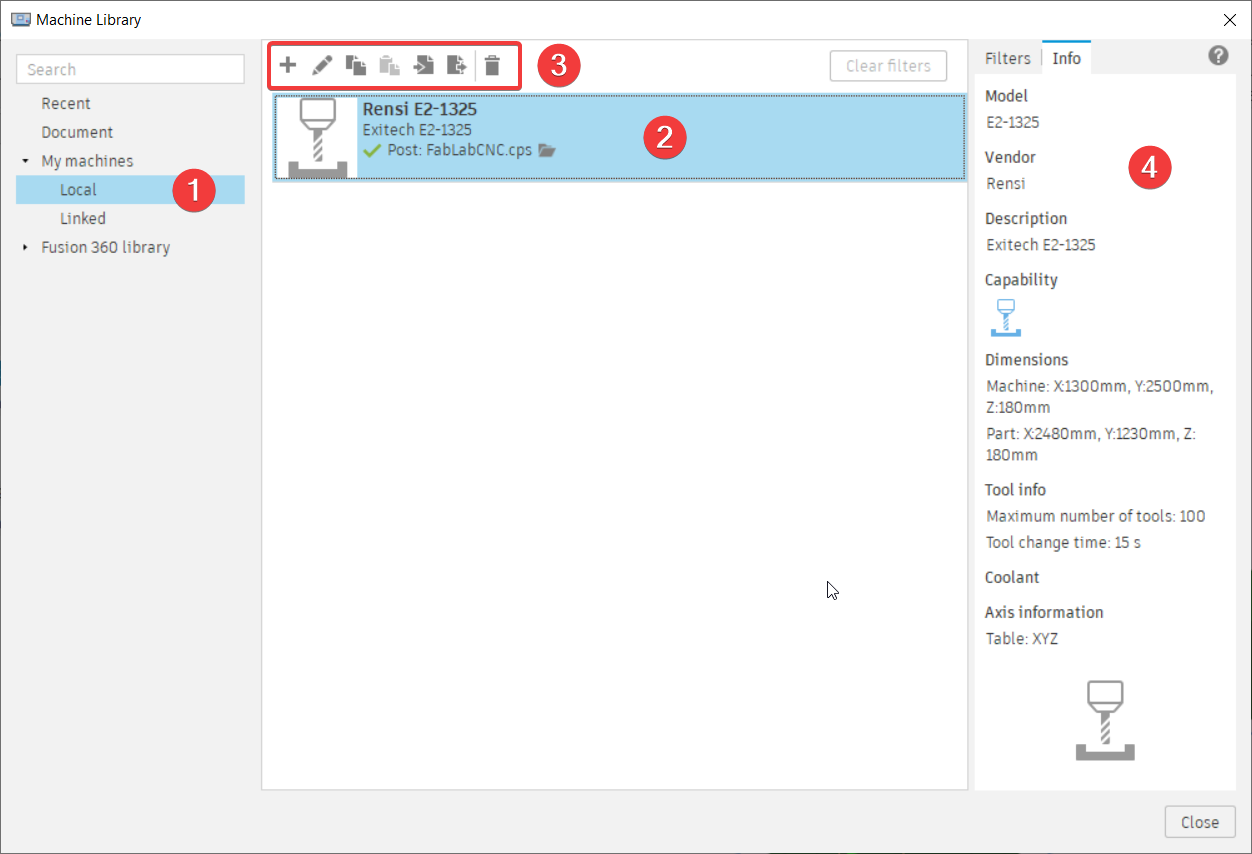 Machine Library
Search
Recent
Document
My machines
Local
1
Linked
Fusion 360 library
3
Clear filters
Rensi E2-1325
Exitech E2-1325
Post: FabLabCNC.cps
2
Filters
Info
?
Model
E2-1325
4
Vendor
Rensi
Description
Exitech E2-1325
Capability
Dimensions
Machine: X:1300mm, Y:2500mm,
Z:180mm
Part: X:2480mm, Y:1230mm, Z:
180mm
Tool info
Maximum number of tools: 100
Tool change time: 15 s
Coolant
Axis information
Table: XYZ
Close